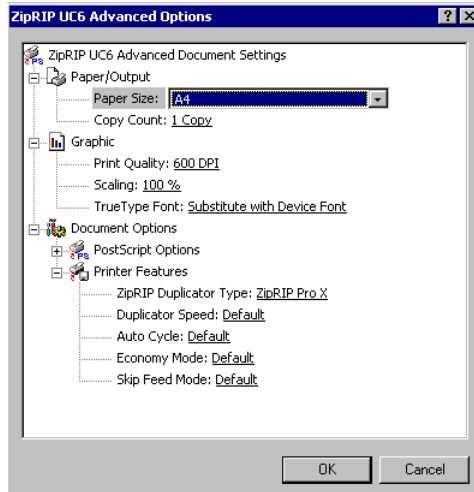 ZipRIP UC6 Advanced Options
ZipRIP UC6 Advanced Document Settings
Paper/Output
Paper Size: A4
Copy Count: 1 Copy
Graphic
Print Quality: 600 DPI
Scaling: 100 %
TrueType Font: Substitute with Device Font
Document Options
PostScript Options
Printer Features
ZipRIP Duplicator Type: ZipRIP Pro X
Duplicator Speed: Default
Auto Cycle: Default
Economy Mode: Default
Skip Feed Mode: Default
OK Cancel